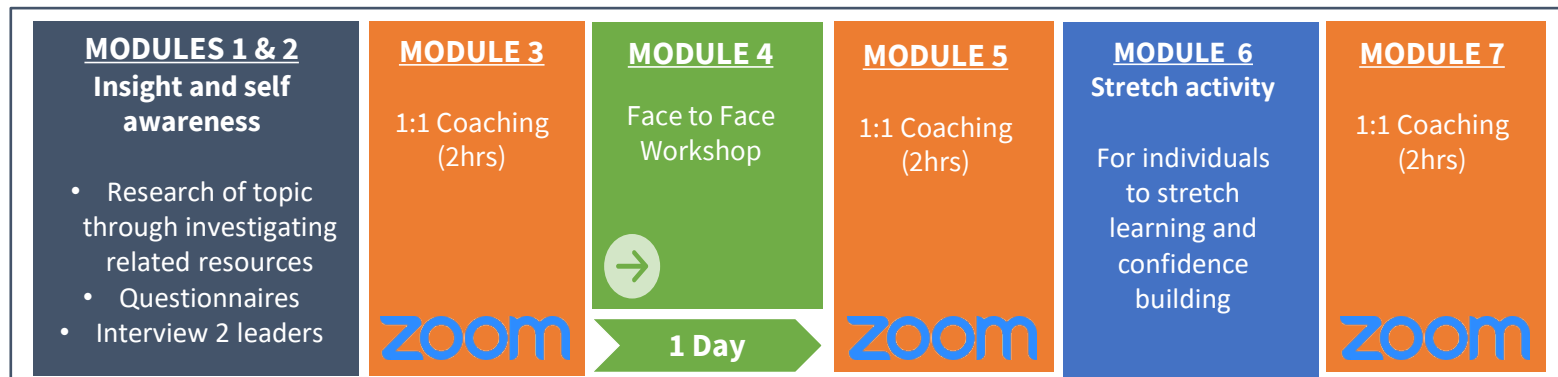 MODULES 1 & 2
Insight and self
awareness
• Research of topic
through investigating
related resources
• Questionnaires
• Interview 2 leaders
MODULE 3
1:1 Coaching
(2hrs)
zoom
MODULE 4
Face to Face
Workshop
1 Day
MODULE 5
1:1 Coaching
(2hrs)
zoom
MODULE 6
Stretch activity
For individuals
to stretch
learning and
confidence
building
MODULE 7
1:1 Coaching
(2hrs)
zoom